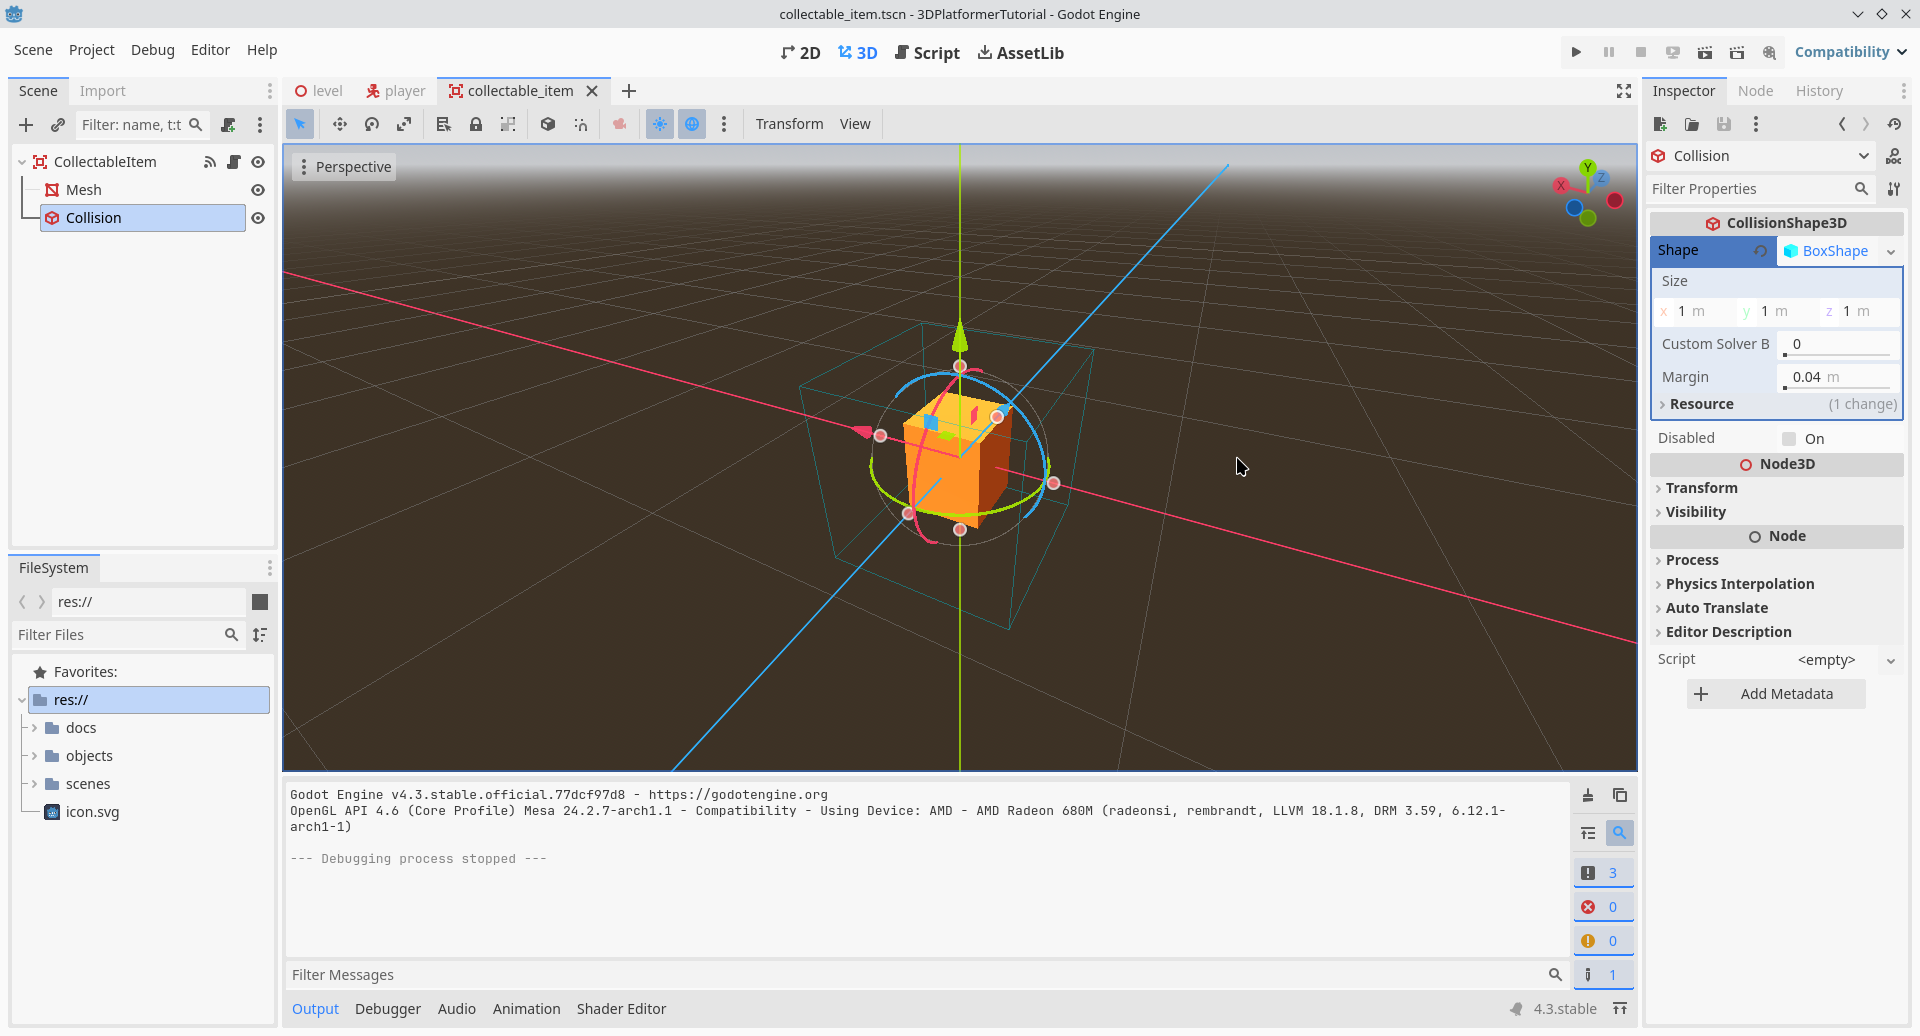 collectable_item.tscn - 3DPlatformerTutorial - Godot Engine
Scene Project Debug Editor Help
2D 3D Script AssetLib
Compatibility
Scene Import
level player collectable_item
Inspector Node History
Filter: name, t:t
Transform View
CollectableItem
Mesh
Collision
Perspective
Y
X
Z
Collision
DOC
Filter Properties
CollisionShape3D
Shape BoxShape
Size
x 1 m y 1 m z 1 m
Custom Solver B 0
Margin 0.04 m
Resource (1 change)
Disabled On
Node3D
Transform
Visibility
Node
Process
Physics Interpolation
Auto Translate
Editor Description
Script <empty>
Add Metadata
FileSystem
res://
Filter Files
Favorites:
res://
docs
objects
scenes
icon.svg
Godot Engine v4.3.stable.official.77dcf97d8 - https://godotengine.org
OpenGL API 4.6 (Core Profile) Mesa 24.2.7-arch1.1 - Compatibility - Using Device: AMD - AMD Radeon 680M (radeonsi, rembrandt, LLVM 18.1.8, DRM 3.59, 6.12.1-
arch1-1)
--- Debugging process stopped ---
3
0
0
1
Filter Messages
Output Debugger Audio Animation Shader Editor
4.3.stable